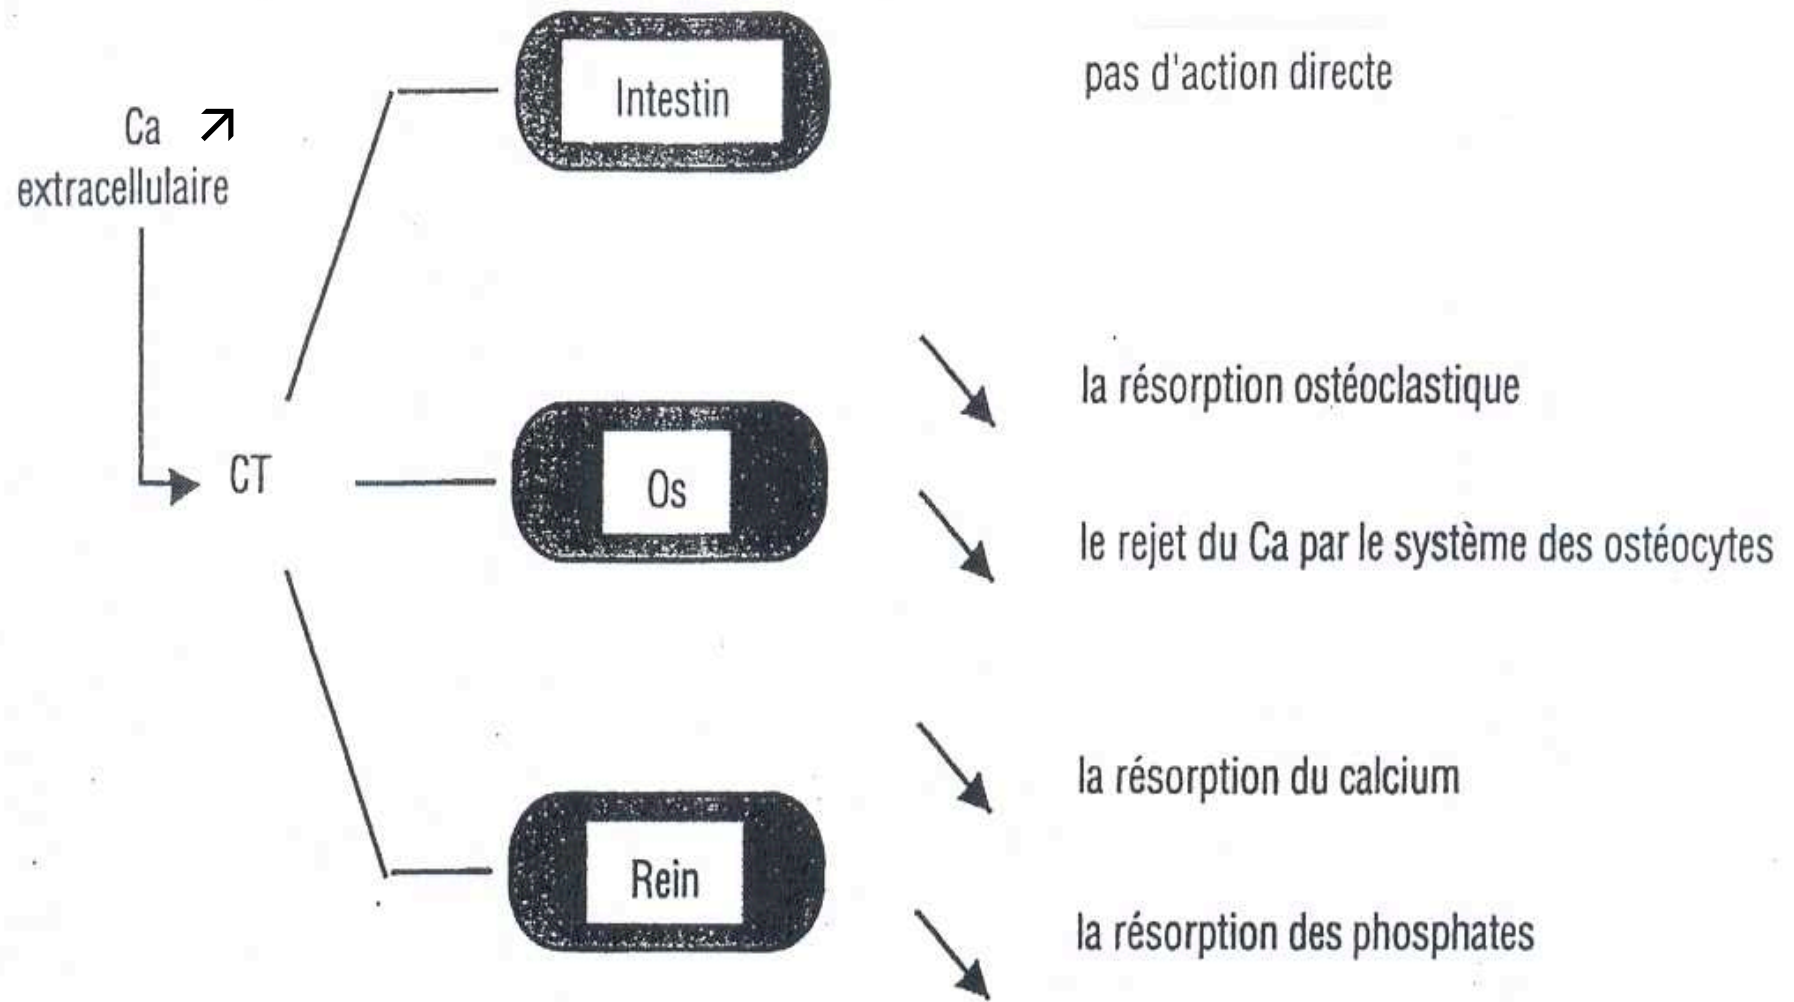 Ca ↗
extracellulaire
CT
Intestin
pas d'action directe
Os
la résorption ostéoclastique
le rejet du Ca par le système des ostéocytes
Rein
la résorption du calcium
la résorption des phosphates